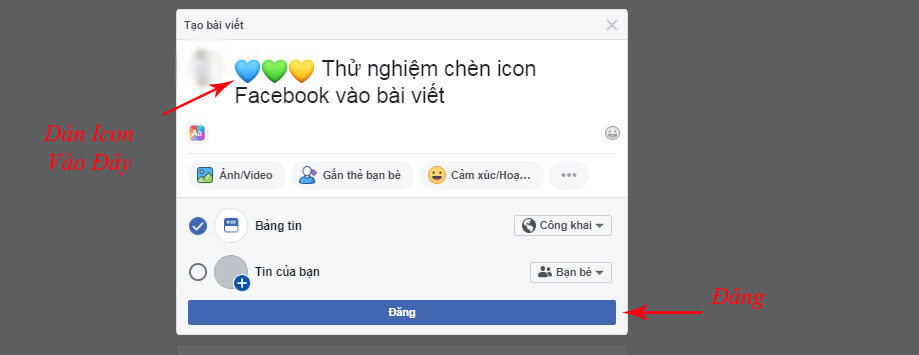 Tạo bài viết
💙💚💛 Thử nghiệm chèn icon
Facebook vào bài viết
Dán Icon
Vào Đây
Aa
Ảnh/Video
Gắn thẻ bạn bè
Cảm xúc/Hoạ...
Bảng tin
Công khai
Tin của bạn
Bạn bè
Đăng
Đăng